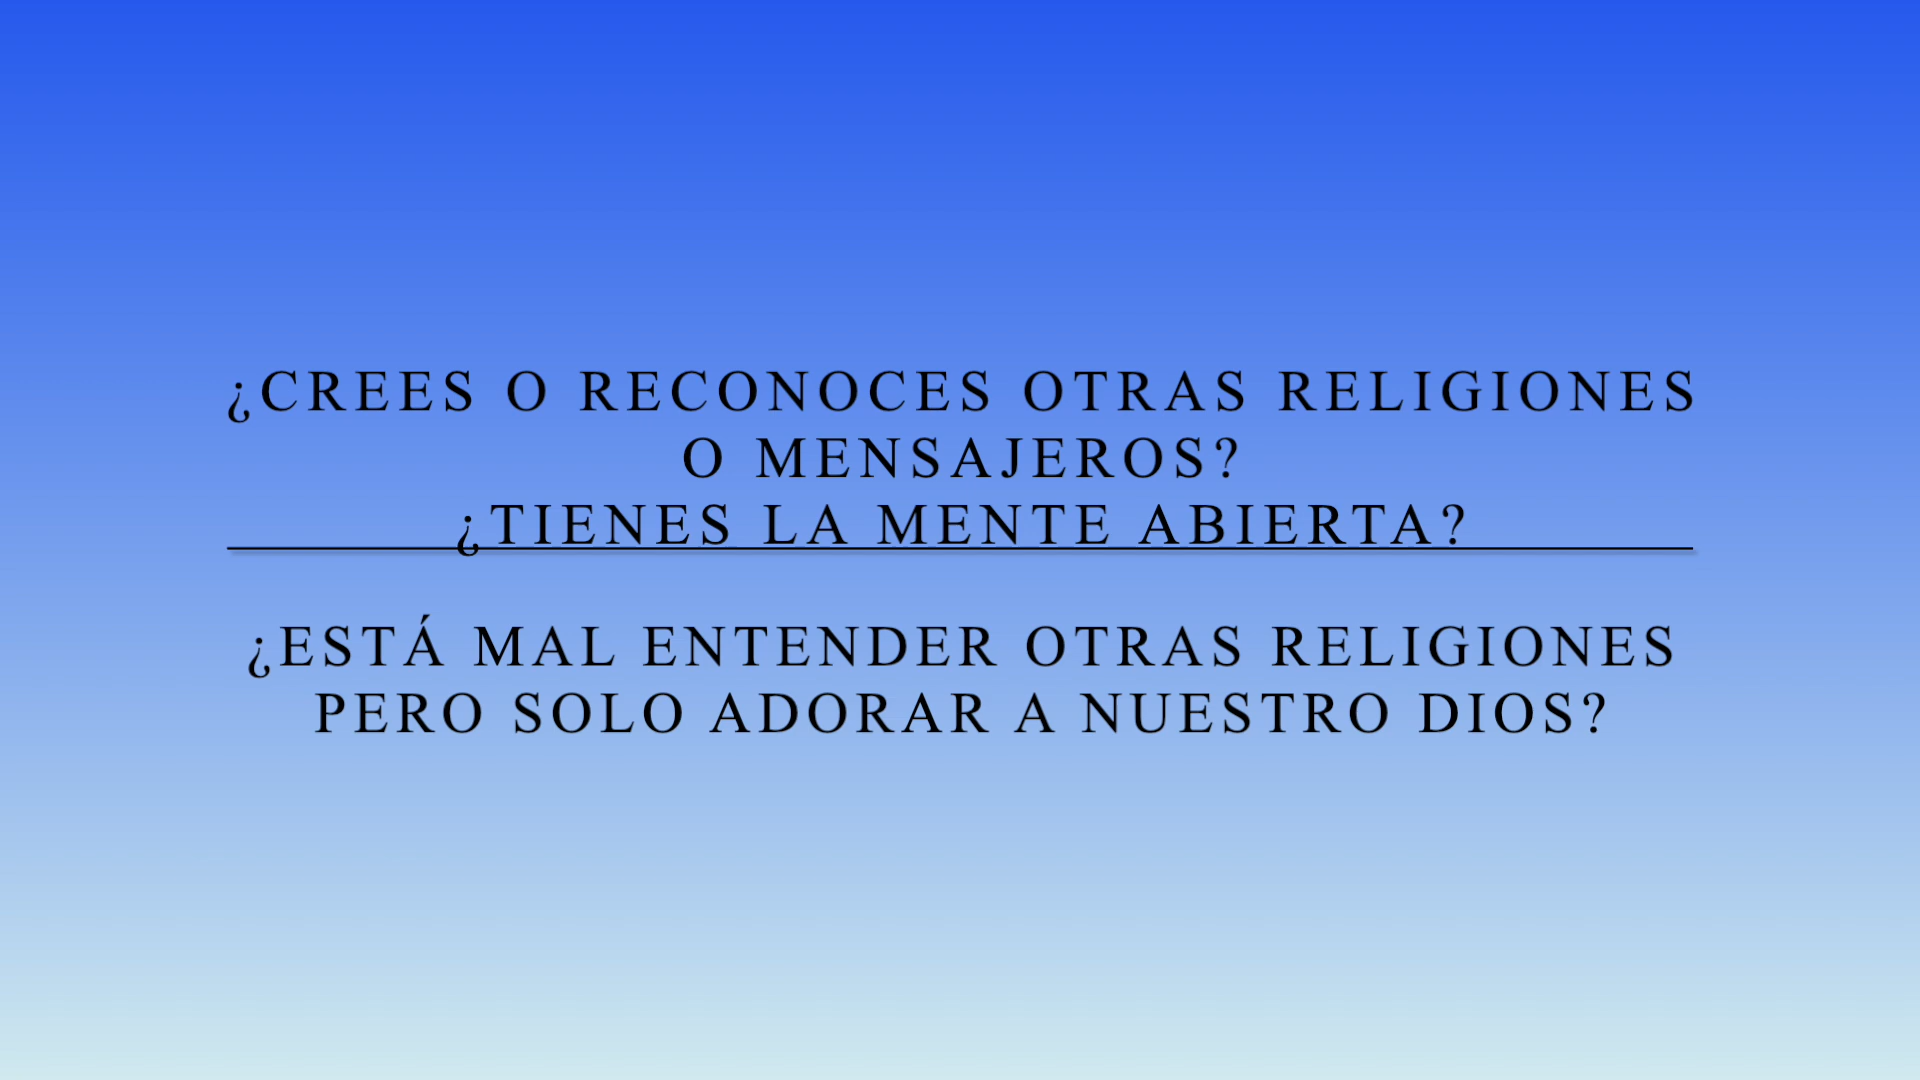 ¿CREES O RECONOCES OTRAS RELIGIONES
O MENSAJEROS?
¿TIENES LA MENTE ABIERTA?
¿ESTÁ MAL ENTENDER OTRAS RELIGIONES
PERO SOLO ADORAR A NUESTRO DIOS?